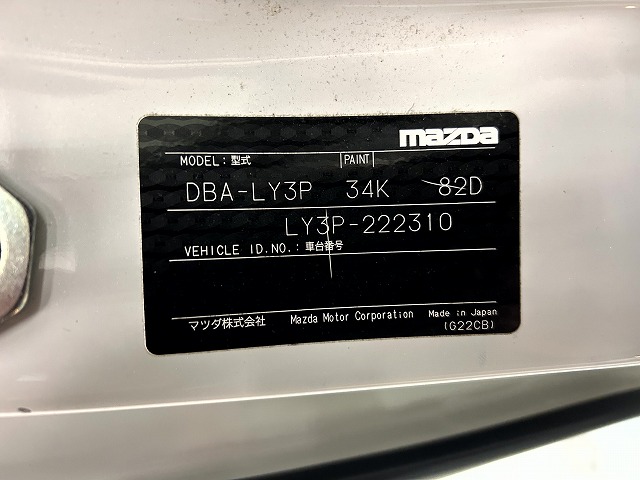 mazda
MODEL：型式 |PAINT|
DBA-LY3P 34K 82D
LY3P-222310
VEHICLE ID.NO.：車台番号
マツダ株式会社 Mazda Motor Corporation Made in Japan
(G22CB)